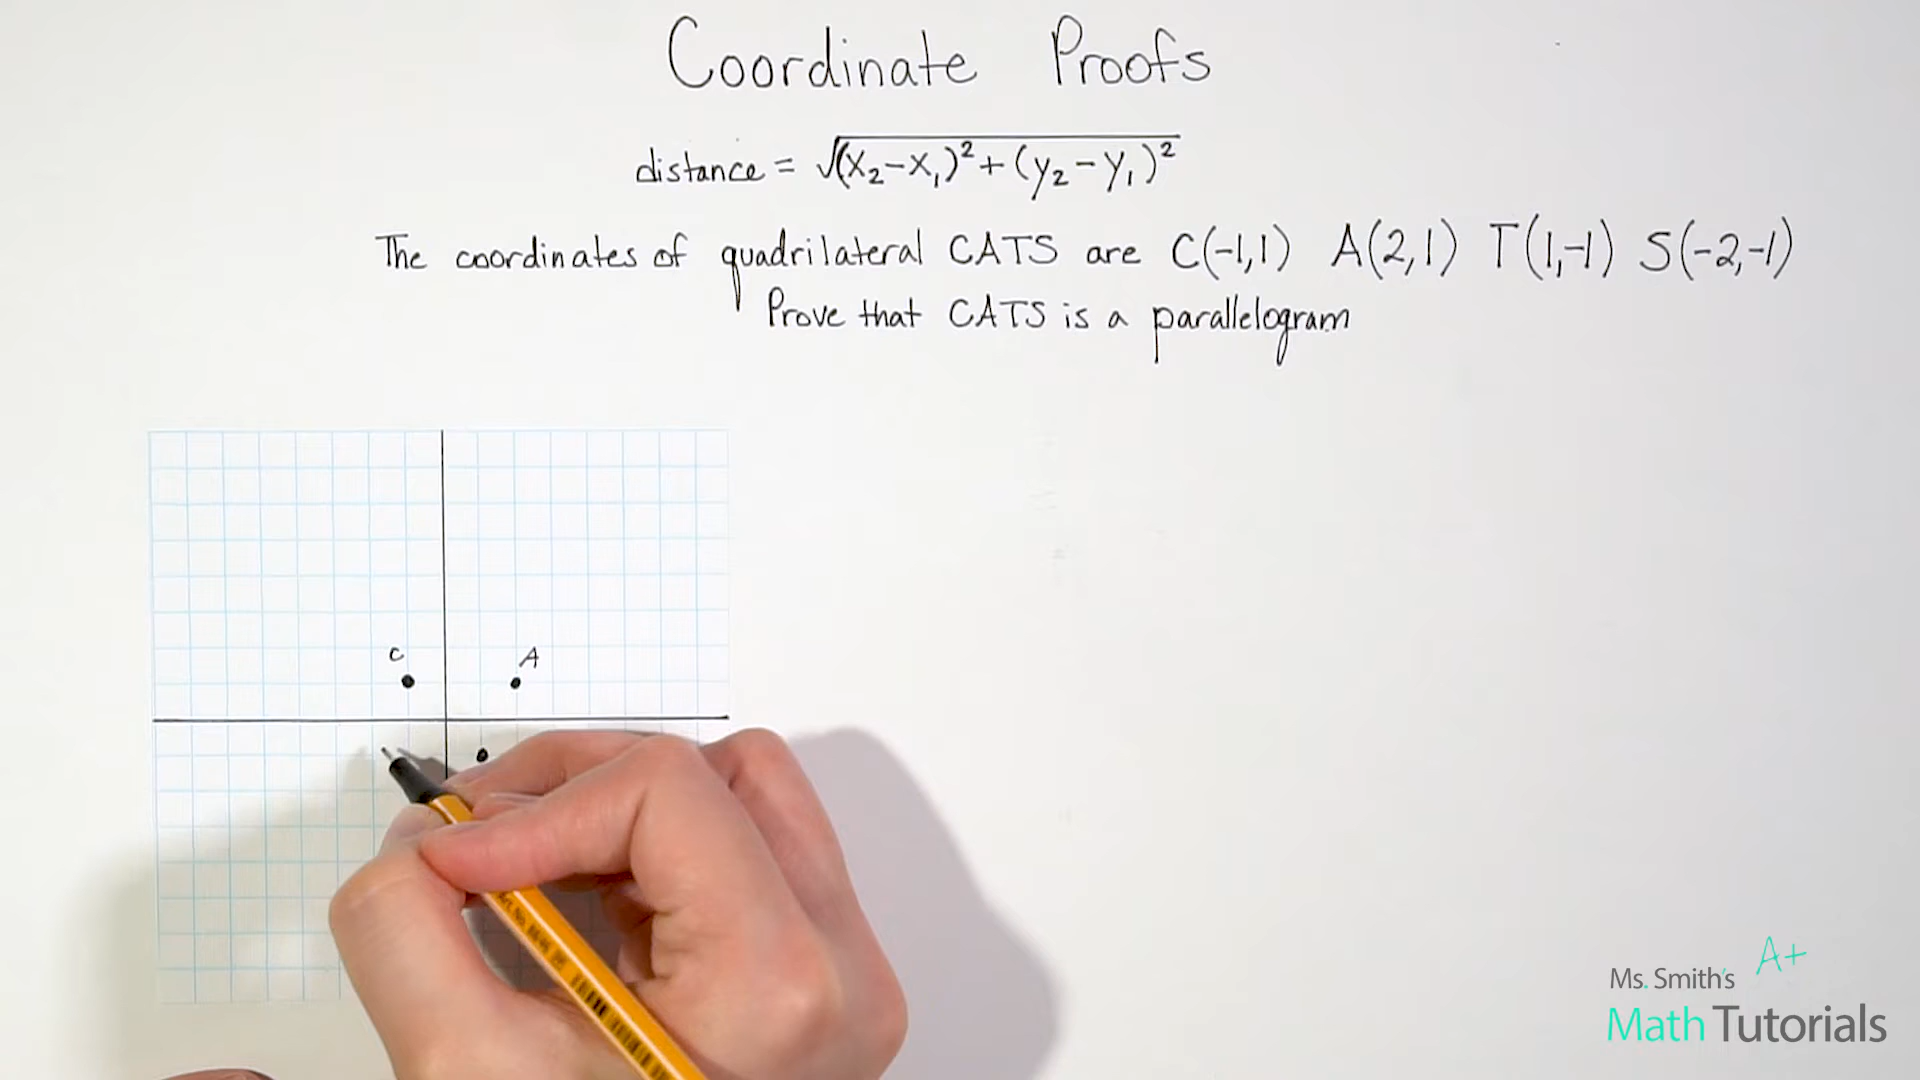 Coordinate Proofs
distance = √(x₂-x₁)² + (y₂-y₁)²
The coordinates of quadrilateral CATS are C(-1,1) A(2,1) T(1,-1) S(-2,-1)
Prove that CATS is a parallelogram
C
A
A+
Ms. Smith's
Math Tutorials